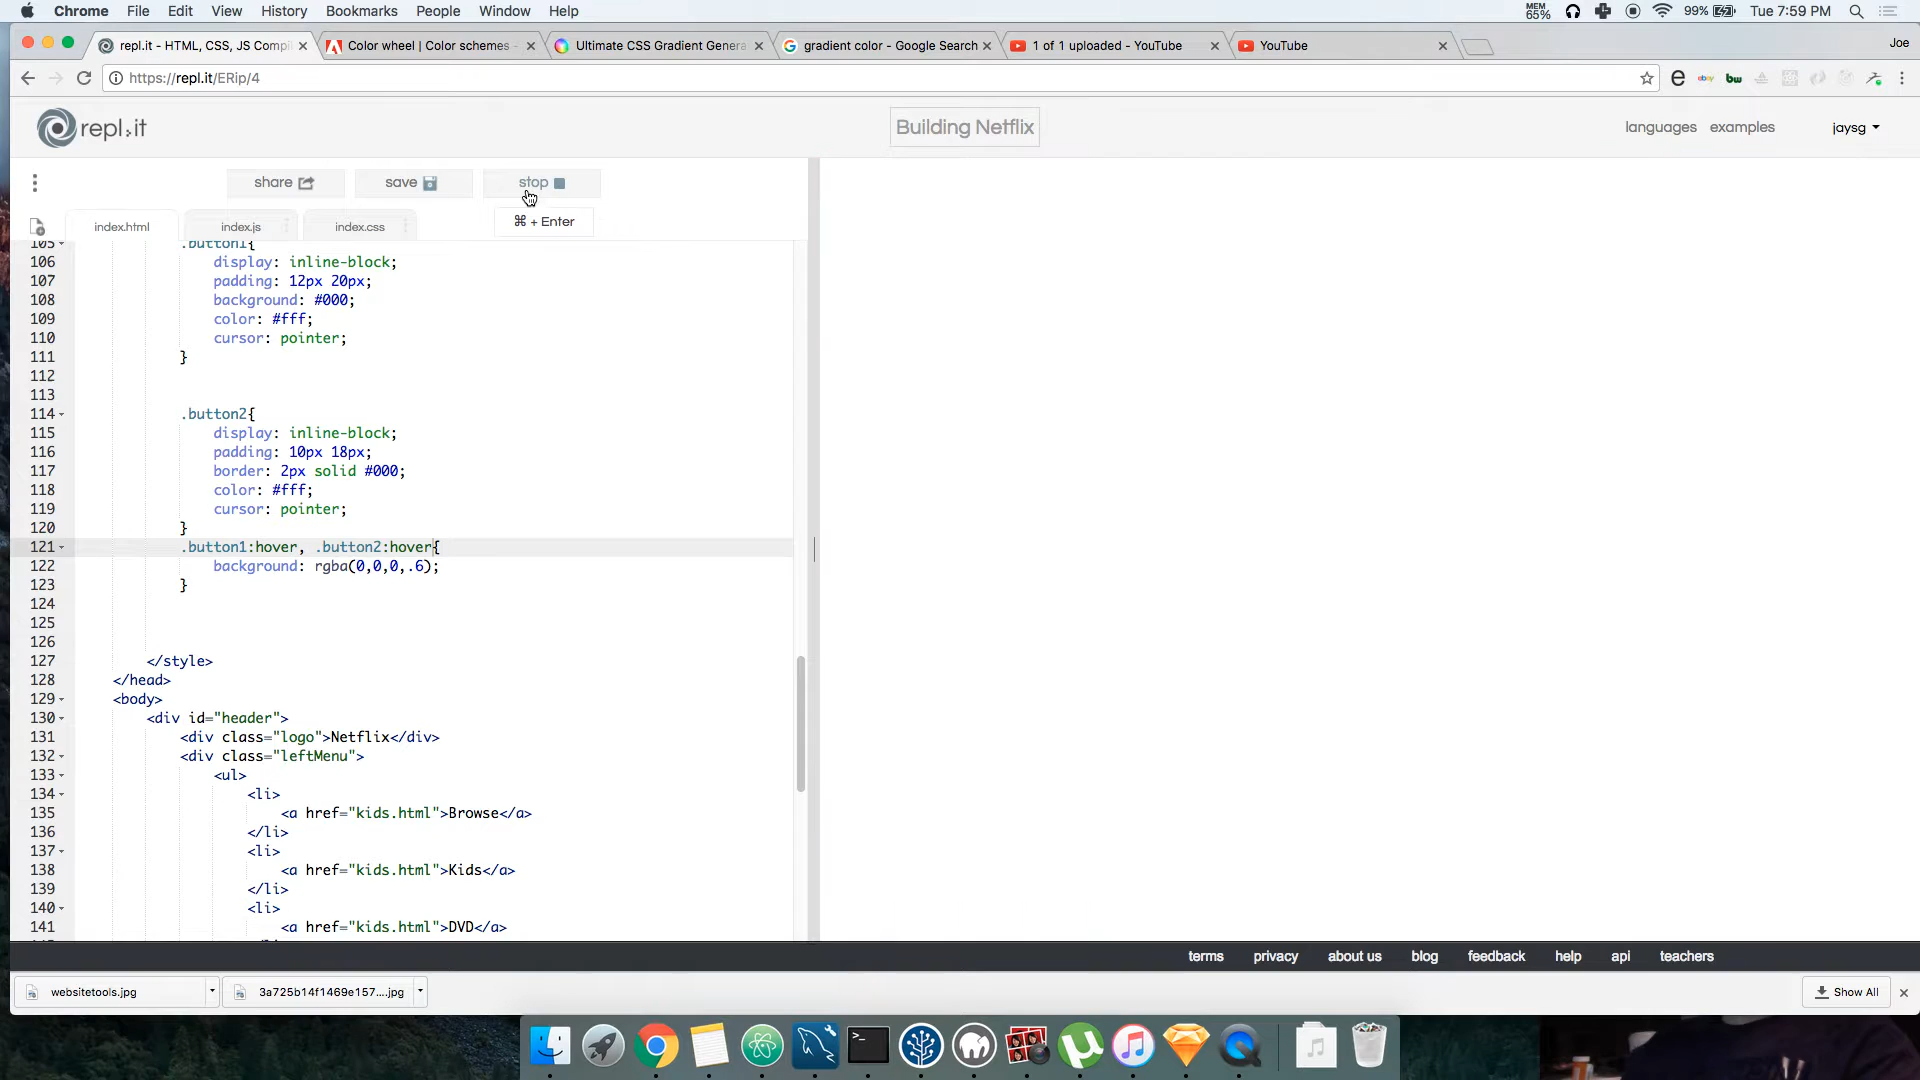 Chrome File Edit View History Bookmarks People Window Help MEM 65% 99% Tue 7:59 PM
repl.it - HTML, CSS, JS Compi Color wheel | Color schemes - Ultimate CSS Gradient Genera gradient color - Google Search 1 of 1 uploaded - YouTube YouTube Joe
https://repl.it/ERip/4 e ebay bw
repl.it Building Netflix languages examples jaysg
share save stop
⌘ + Enter
index.html index.js index.css
105 .button1{
106 display: inline-block;
107 padding: 12px 20px;
108 background: #000;
109 color: #fff;
110 cursor: pointer;
111 }
112
113
114 .button2{
115 display: inline-block;
116 padding: 10px 18px;
117 border: 2px solid #000;
118 color: #fff;
119 cursor: pointer;
120 }
121 .button1:hover, .button2:hover{
122 background: rgba(0,0,0,.6);
123 }
124
125
126
127 </style>
128 </head>
129 <body>
130 <div id="header">
131 <div class="logo">Netflix</div>
132 <div class="leftMenu">
133 <ul>
134 <li>
135 <a href="kids.html">Browse</a>
136 </li>
137 <li>
138 <a href="kids.html">Kids</a>
139 </li>
140 <li>
141 <a href="kids.html">DVD</a>
terms privacy about us blog feedback help api teachers
websitetools.jpg 3a725b14f1469e157....jpg Show All